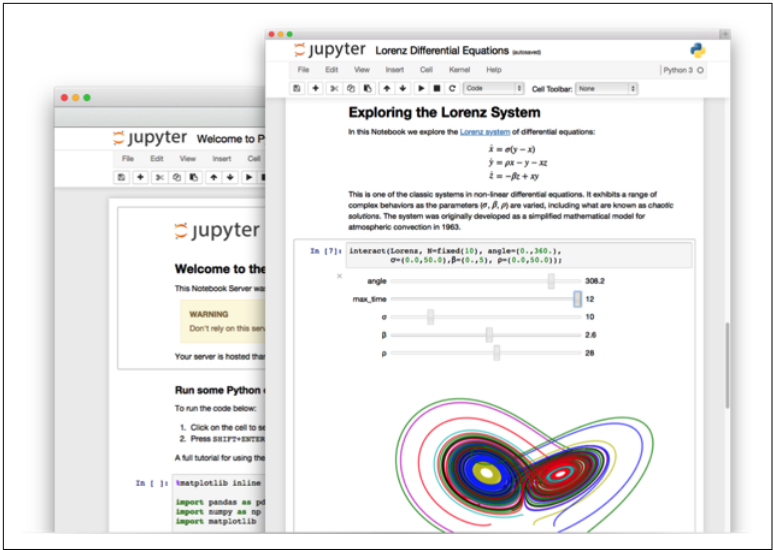 jupyter Lorenz Differential Equations (autosaved)
File Edit View Insert Cell Kernel Help Python 3
Code Cell Toolbar: None
Exploring the Lorenz System
In this Notebook we explore the Lorenz system of differential equations:
ẋ = σ(y − x)
ẏ = ρx − y − xz
ż = −βz + xy
This is one of the classic systems in non-linear differential equations. It exhibits a range of
complex behaviors as the parameters (σ, β, ρ) are varied, including what are known as chaotic
solutions. The system was originally developed as a simplified mathematical model for
atmospheric convection in 1963.
In [7]: interact(Lorenz, N=fixed(10), angle=(0.,360.),
σ=(0.0,50.0),β=(0.,5), ρ=(0.0,50.0));
angle 308.2
max_time 12
σ 10
β 2.6
ρ 28
jupyter Welcome to P
File Edit View Insert Cell
jupyter
Welcome to the
This Notebook Server was
WARNING
Don't rely on this serv
Your server is hosted than
Run some Python
To run the code below:
1. Click on the cell to se
2. Press SHIFT+ENTER
A full tutorial for using the
In [ ]: %matplotlib inline
import pandas as pd
import numpy as np
import matplotlib